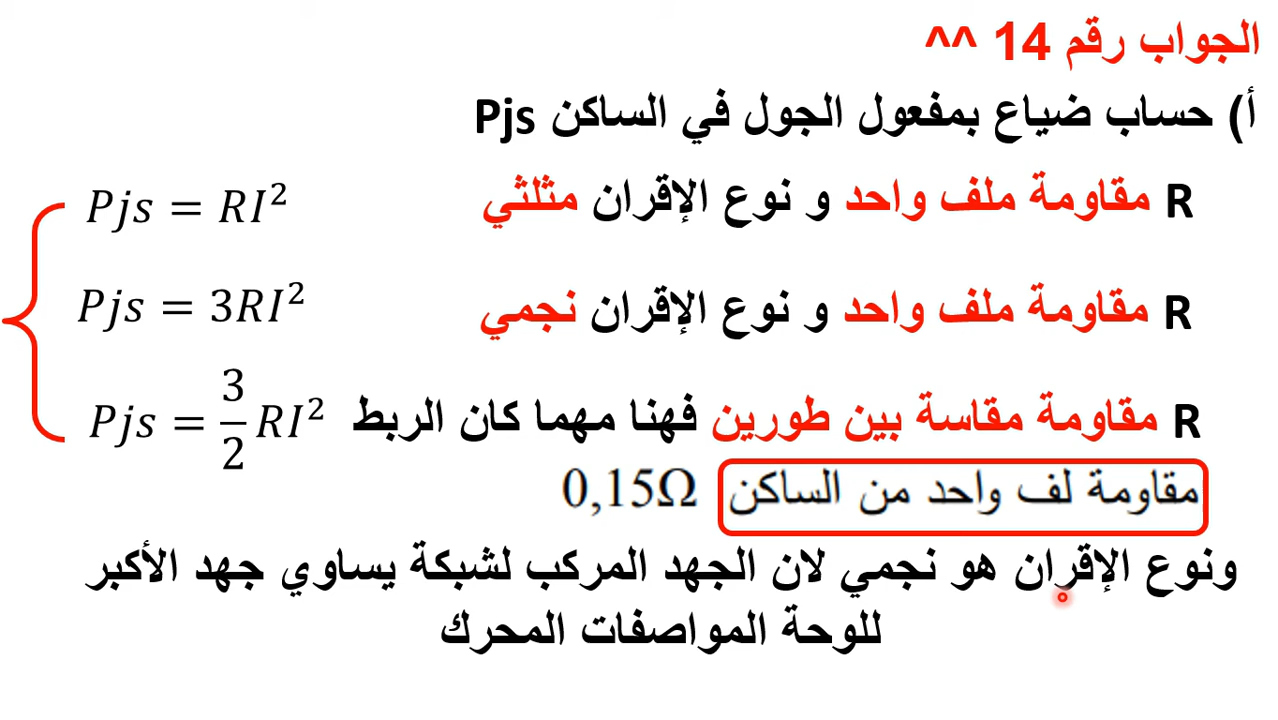 الجواب رقم 14 ^^
أ) حساب ضياع بمفعول الجول في الساكن Pjs
R مقاومة ملف واحد و نوع الإقران مثلثي
Pjs = RI²
R مقاومة ملف واحد و نوع الإقران نجمي
Pjs = 3RI²
R مقاومة مقاسة بين طورين فهنا مهما كان الربط
Pjs = 3/2 RI²
مقاومة لف واحد من الساكن 0,15Ω
ونوع الإقران هو نجمي لان الجهد المركب لشبكة يساوي جهد الأكبر
للوحة المواصفات المحرك